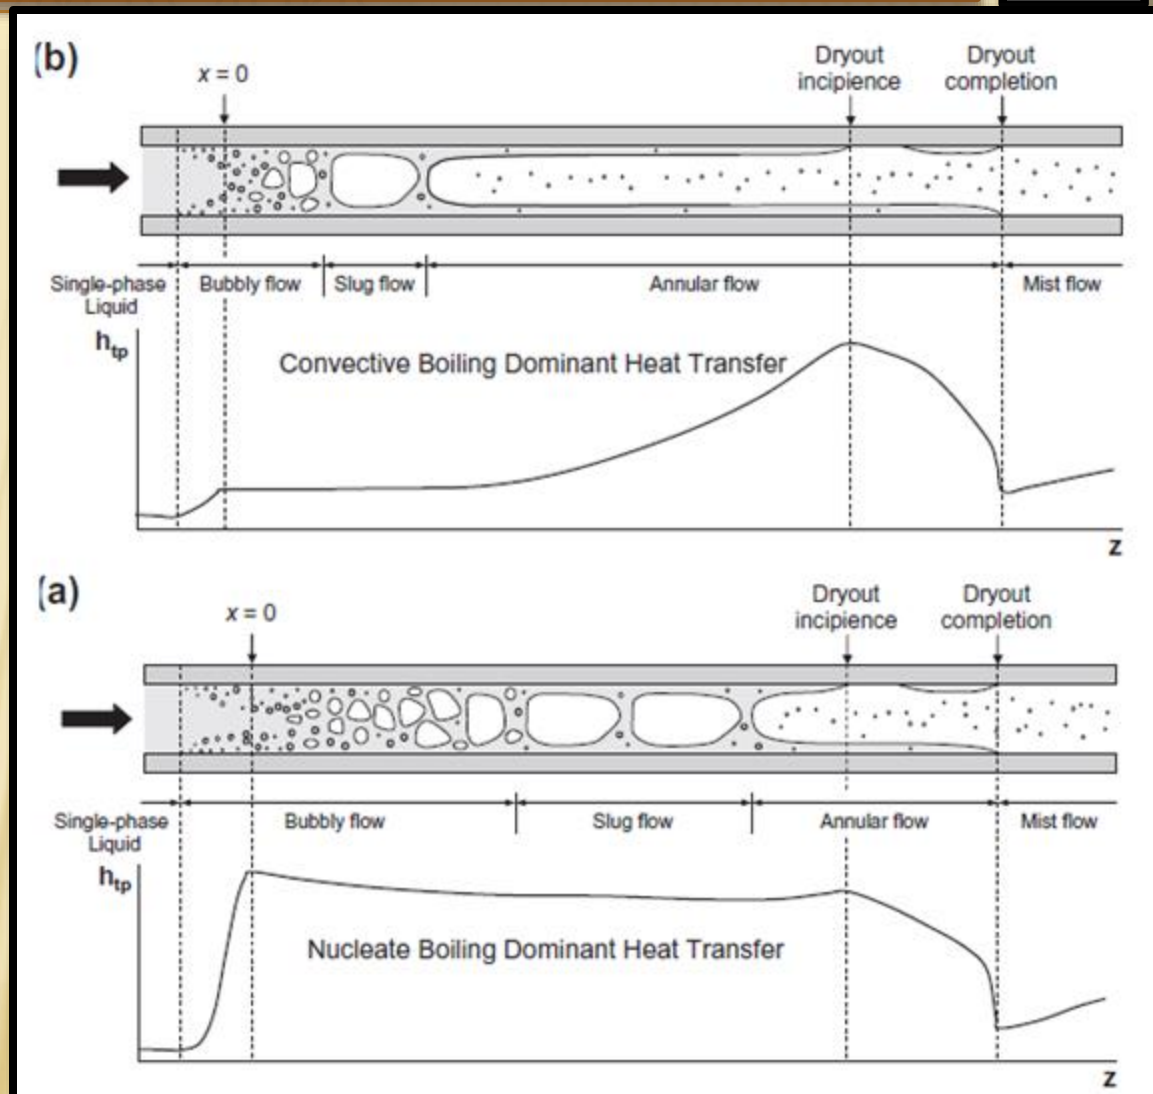 (b)
x = 0
Dryout
incipience
Dryout
completion
Single-phase
Liquid
Bubbly flow
Slug flow
Annular flow
Mist flow
htp
Convective Boiling Dominant Heat Transfer
z
(a)
x = 0
Dryout
incipience
Dryout
completion
Single-phase
Liquid
Bubbly flow
Slug flow
Annular flow
Mist flow
htp
Nucleate Boiling Dominant Heat Transfer
z